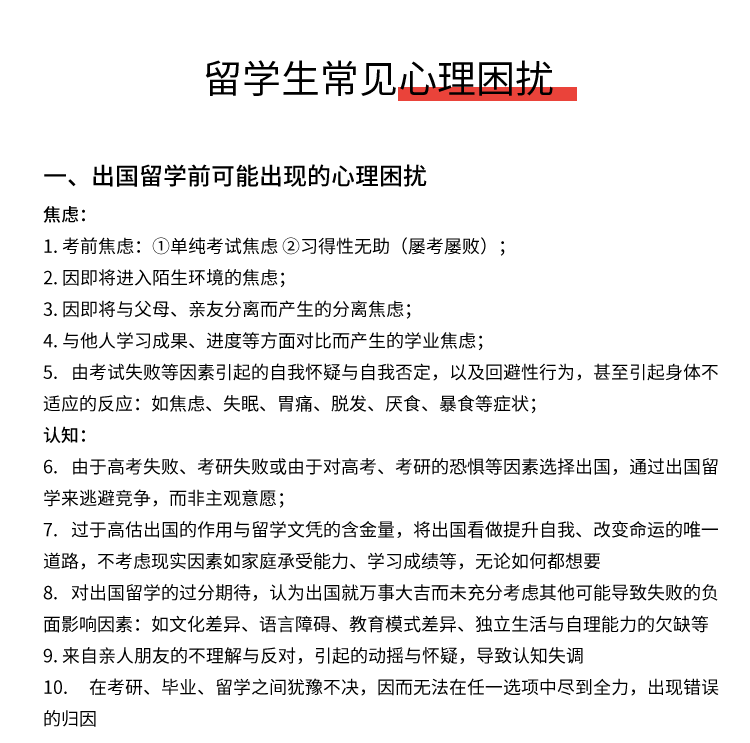 留学生常见心理困扰
一、出国留学前可能出现的心理困扰
焦虑：
1. 考前焦虑：①单纯考试焦虑 ②习得性无助（屡考屡败）；
2. 因即将进入陌生环境的焦虑；
3. 因即将与父母、亲友分离而产生的分离焦虑；
4. 与他人学习成果、进度等方面对比而产生的学业焦虑；
5. 由考试失败等因素引起的自我怀疑与自我否定，以及回避性行为，甚至引起身体不
适应的反应：如焦虑、失眠、胃痛、脱发、厌食、暴食等症状；
认知：
6. 由于高考失败、考研失败或由于对高考、考研的恐惧等因素选择出国，通过出国留
学来逃避竞争，而非主观意愿；
7. 过于高估出国的作用与留学文凭的含金量，将出国看做提升自我、改变命运的唯一
道路，不考虑现实因素如家庭承受能力、学习成绩等，无论如何都想要
8. 对出国留学的过分期待，认为出国就万事大吉而未充分考虑其他可能导致失败的负
面影响因素：如文化差异、语言障碍、教育模式差异、独立生活与自理能力的欠缺等
9. 来自亲人朋友的不理解与反对，引起的动摇与怀疑，导致认知失调
10. 在考研、毕业、留学之间犹豫不决，因而无法在任一选项中尽到全力，出现错误
的归因